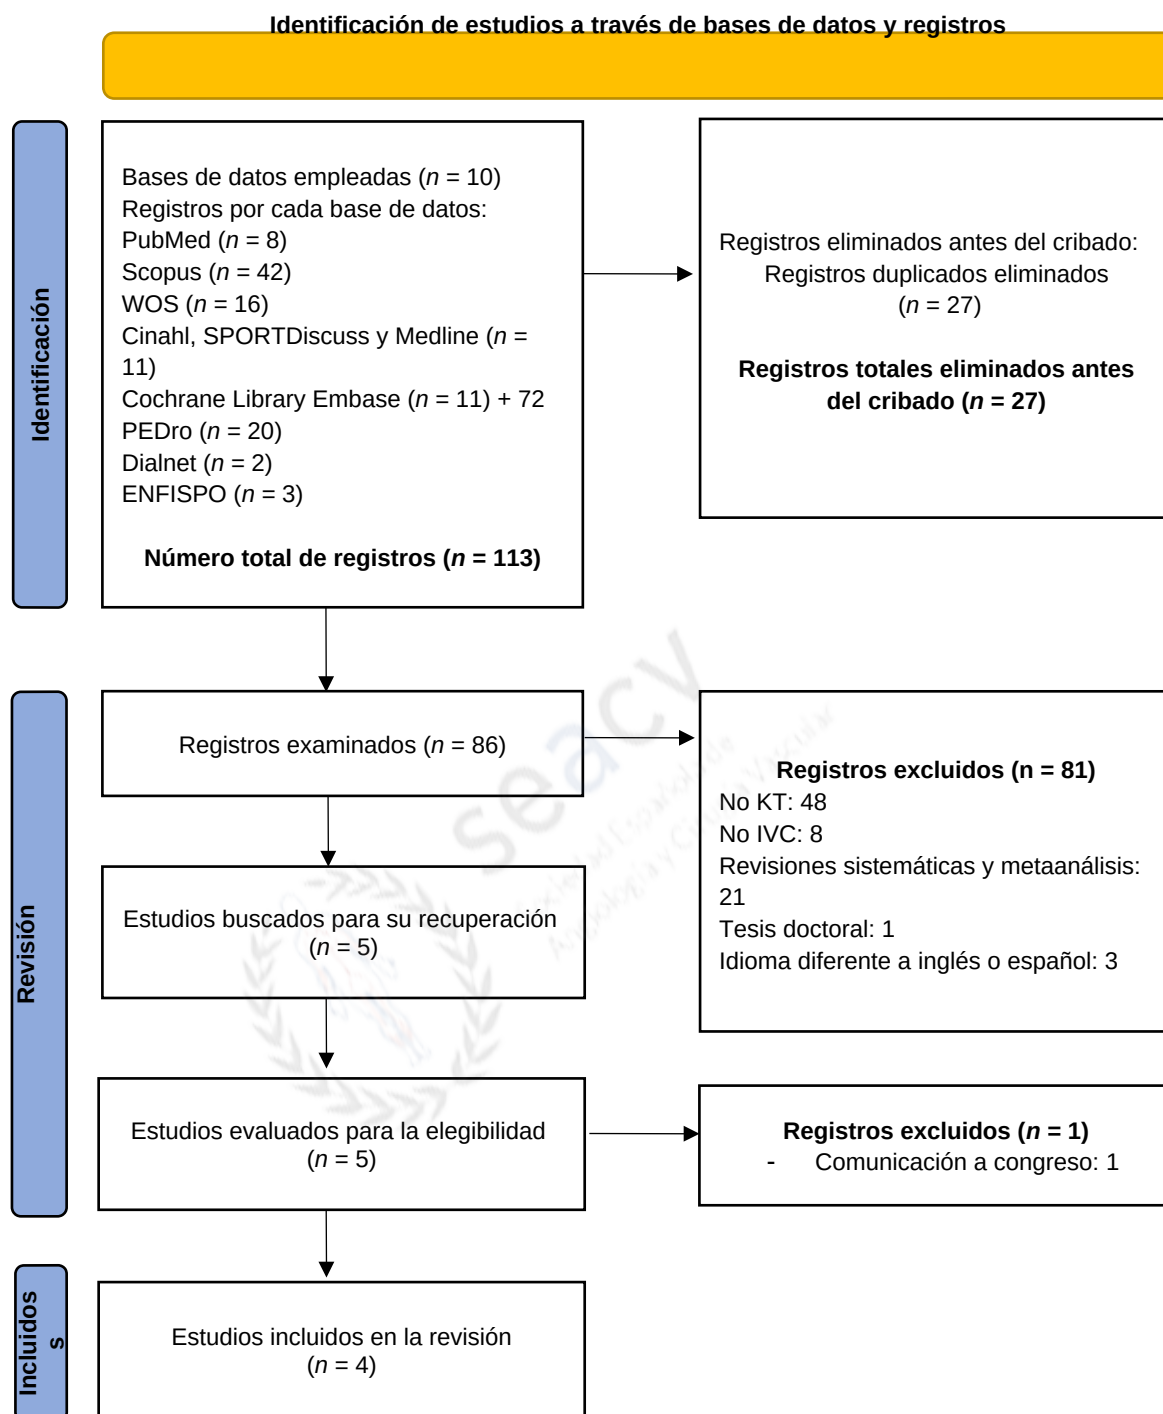 Identificación de estudios a través de bases de datos y registros
Identificación
Bases de datos empleadas (n = 10)
Registros por cada base de datos:
PubMed (n = 8)
Scopus (n = 42)
WOS (n = 16)
Cinahl, SPORTDiscuss y Medline (n =
11)
Cochrane Library Embase (n = 11) + 72
PEDro (n = 20)
Dialnet (n = 2)
ENFISPO (n = 3)
Número total de registros (n = 113)
Registros eliminados antes del cribado:
Registros duplicados eliminados
(n = 27)
Registros totales eliminados antes
del cribado (n = 27)
Revisión
Registros examinados (n = 86)
Registros excluidos (n = 81)
No KT: 48
No IVC: 8
Revisiones sistemáticas y metaanálisis:
21
Tesis doctoral: 1
Idioma diferente a inglés o español: 3
Estudios buscados para su recuperación
(n = 5)
Estudios evaluados para la elegibilidad
(n = 5)
Registros excluidos (n = 1)
- Comunicación a congreso: 1
Incluidos
s
Estudios incluidos en la revisión
(n = 4)
seacv
Sociedad Española de
Angiología y Cirugía Vascular